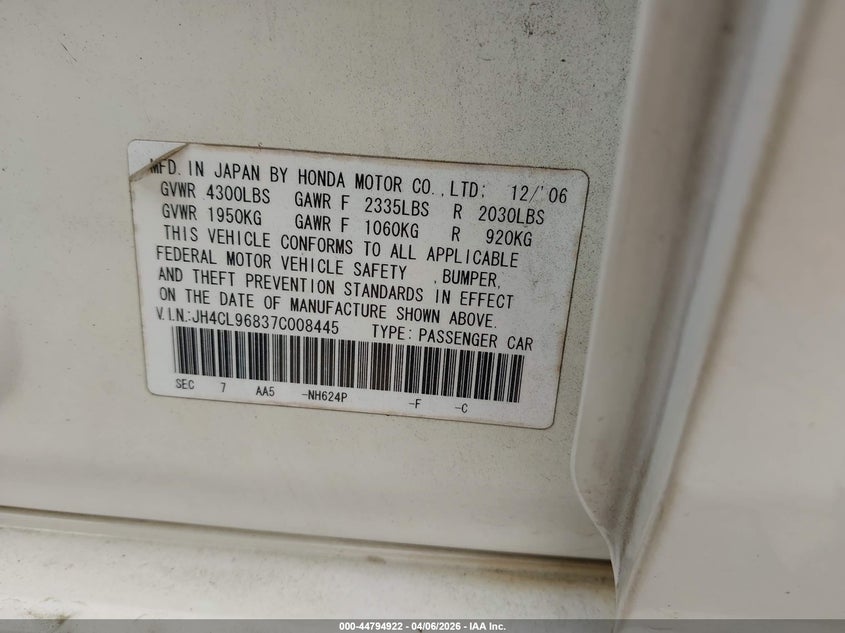 MFD. IN JAPAN BY HONDA MOTOR CO., LTD: 12/'06
GVWR 4300LBS GAWR F 2335LBS R 2030LBS
GVWR 1950KG GAWR F 1060KG R 920KG
THIS VEHICLE CONFORMS TO ALL APPLICABLE
FEDERAL MOTOR VEHICLE SAFETY , BUMPER,
AND THEFT PREVENTION STANDARDS IN EFFECT
ON THE DATE OF MANUFACTURE SHOWN ABOVE.
V.I.N.:JH4CL96837C008445 TYPE: PASSENGER CAR
SEC 7 AA5 -NH624P -F -C
000-44794922 - 04/06/2026 - IAA Inc.